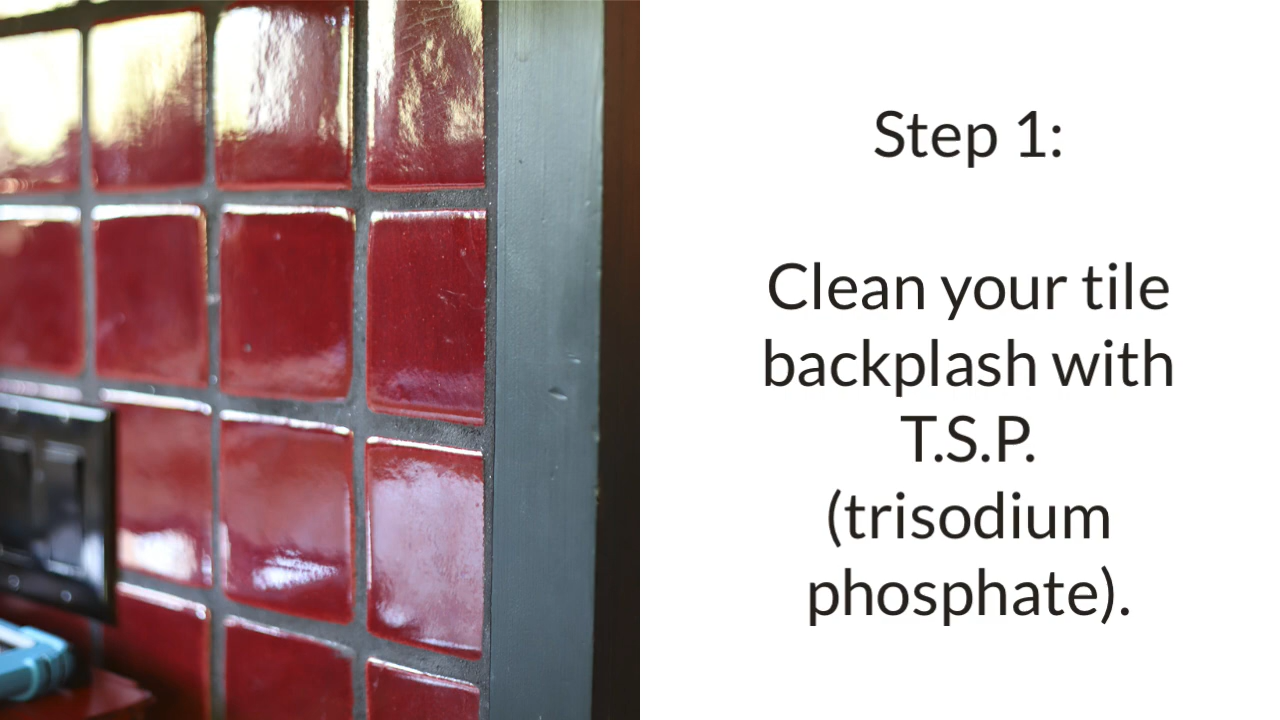 Step 1:
Clean your tile
backplash with
T.S.P.
(trisodium
phosphate).